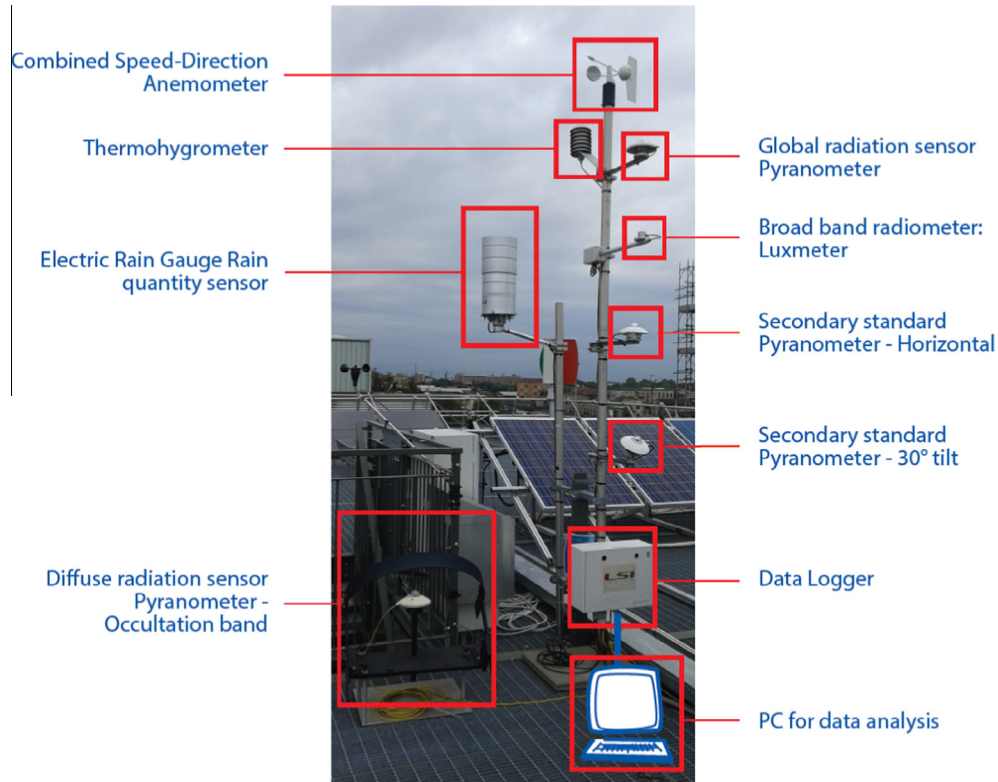 Combined Speed-Direction
Anemometer
Thermohygrometer
Electric Rain Gauge Rain
quantity sensor
Diffuse radiation sensor
Pyranometer -
Occultation band
Global radiation sensor
Pyranometer
Broad band radiometer:
Luxmeter
Secondary standard
Pyranometer - Horizontal
Secondary standard
Pyranometer - 30° tilt
Data Logger
PC for data analysis
LSI